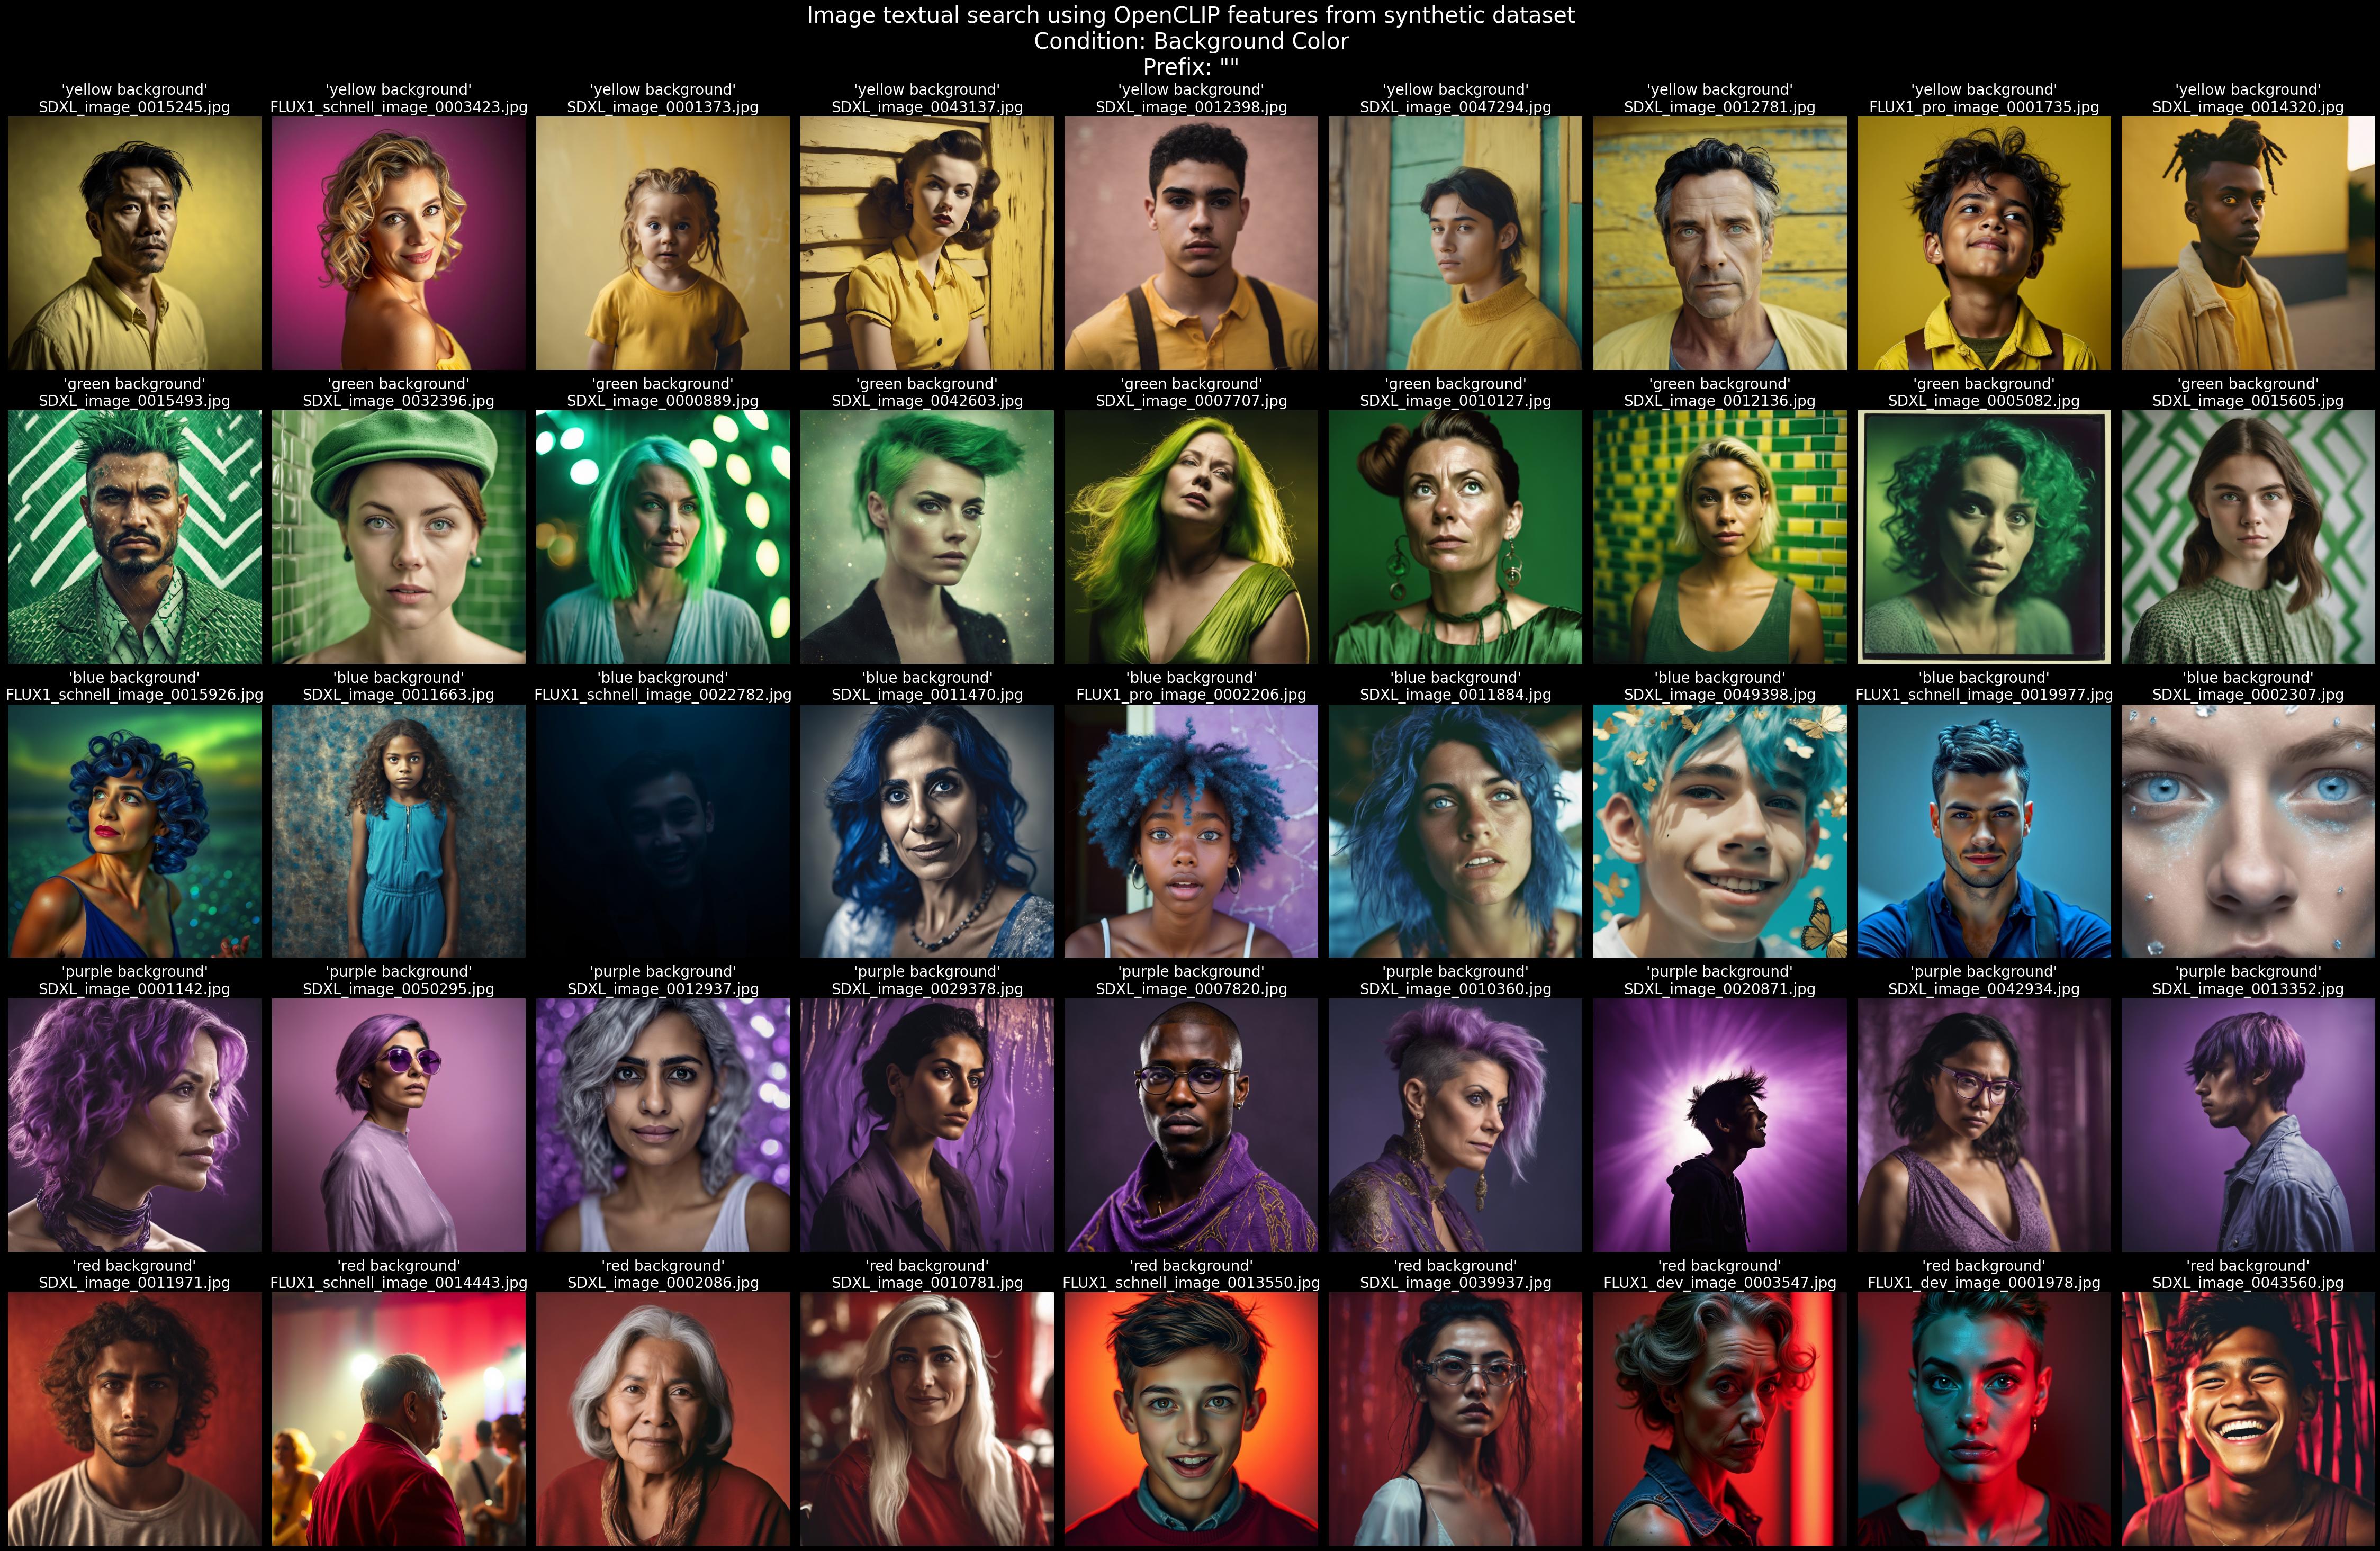 Image textual search using OpenCLIP features from synthetic dataset
Condition: Background Color
Prefix: ""
'yellow background' 'yellow background' 'yellow background' 'yellow background' 'yellow background' 'yellow background' 'yellow background' 'yellow background' 'yellow background'
SDXL_image_0015245.jpg FLUX1_schnell_image_0003423.jpg SDXL_image_0001373.jpg SDXL_image_0043137.jpg SDXL_image_0012398.jpg SDXL_image_0047294.jpg SDXL_image_0012781.jpg FLUX1_pro_image_0001735.jpg SDXL_image_0014320.jpg
'green background' 'green background' 'green background' 'green background' 'green background' 'green background' 'green background' 'green background' 'green background'
SDXL_image_0015493.jpg SDXL_image_0032396.jpg SDXL_image_0000889.jpg SDXL_image_0042603.jpg SDXL_image_0007707.jpg SDXL_image_0010127.jpg SDXL_image_0012136.jpg SDXL_image_0005082.jpg SDXL_image_0015605.jpg
'blue background' 'blue background' 'blue background' 'blue background' 'blue background' 'blue background' 'blue background' 'blue background' 'blue background'
FLUX1_schnell_image_0015926.jpg SDXL_image_0011663.jpg FLUX1_schnell_image_0022782.jpg SDXL_image_0011470.jpg FLUX1_pro_image_0002206.jpg SDXL_image_0011884.jpg SDXL_image_0049398.jpg FLUX1_schnell_image_0019977.jpg SDXL_image_0002307.jpg
'purple background' 'purple background' 'purple background' 'purple background' 'purple background' 'purple background' 'purple background' 'purple background' 'purple background'
SDXL_image_0001142.jpg SDXL_image_0050295.jpg SDXL_image_0012937.jpg SDXL_image_0029378.jpg SDXL_image_0007820.jpg SDXL_image_0010360.jpg SDXL_image_0020871.jpg SDXL_image_0042934.jpg SDXL_image_0013352.jpg
'red background' 'red background' 'red background' 'red background' 'red background' 'red background' 'red background' 'red background' 'red background'
SDXL_image_0011971.jpg FLUX1_schnell_image_0014443.jpg SDXL_image_0002086.jpg SDXL_image_0010781.jpg FLUX1_schnell_image_0013550.jpg SDXL_image_0039937.jpg FLUX1_dev_image_0003547.jpg FLUX1_dev_image_0001978.jpg SDXL_image_0043560.jpg